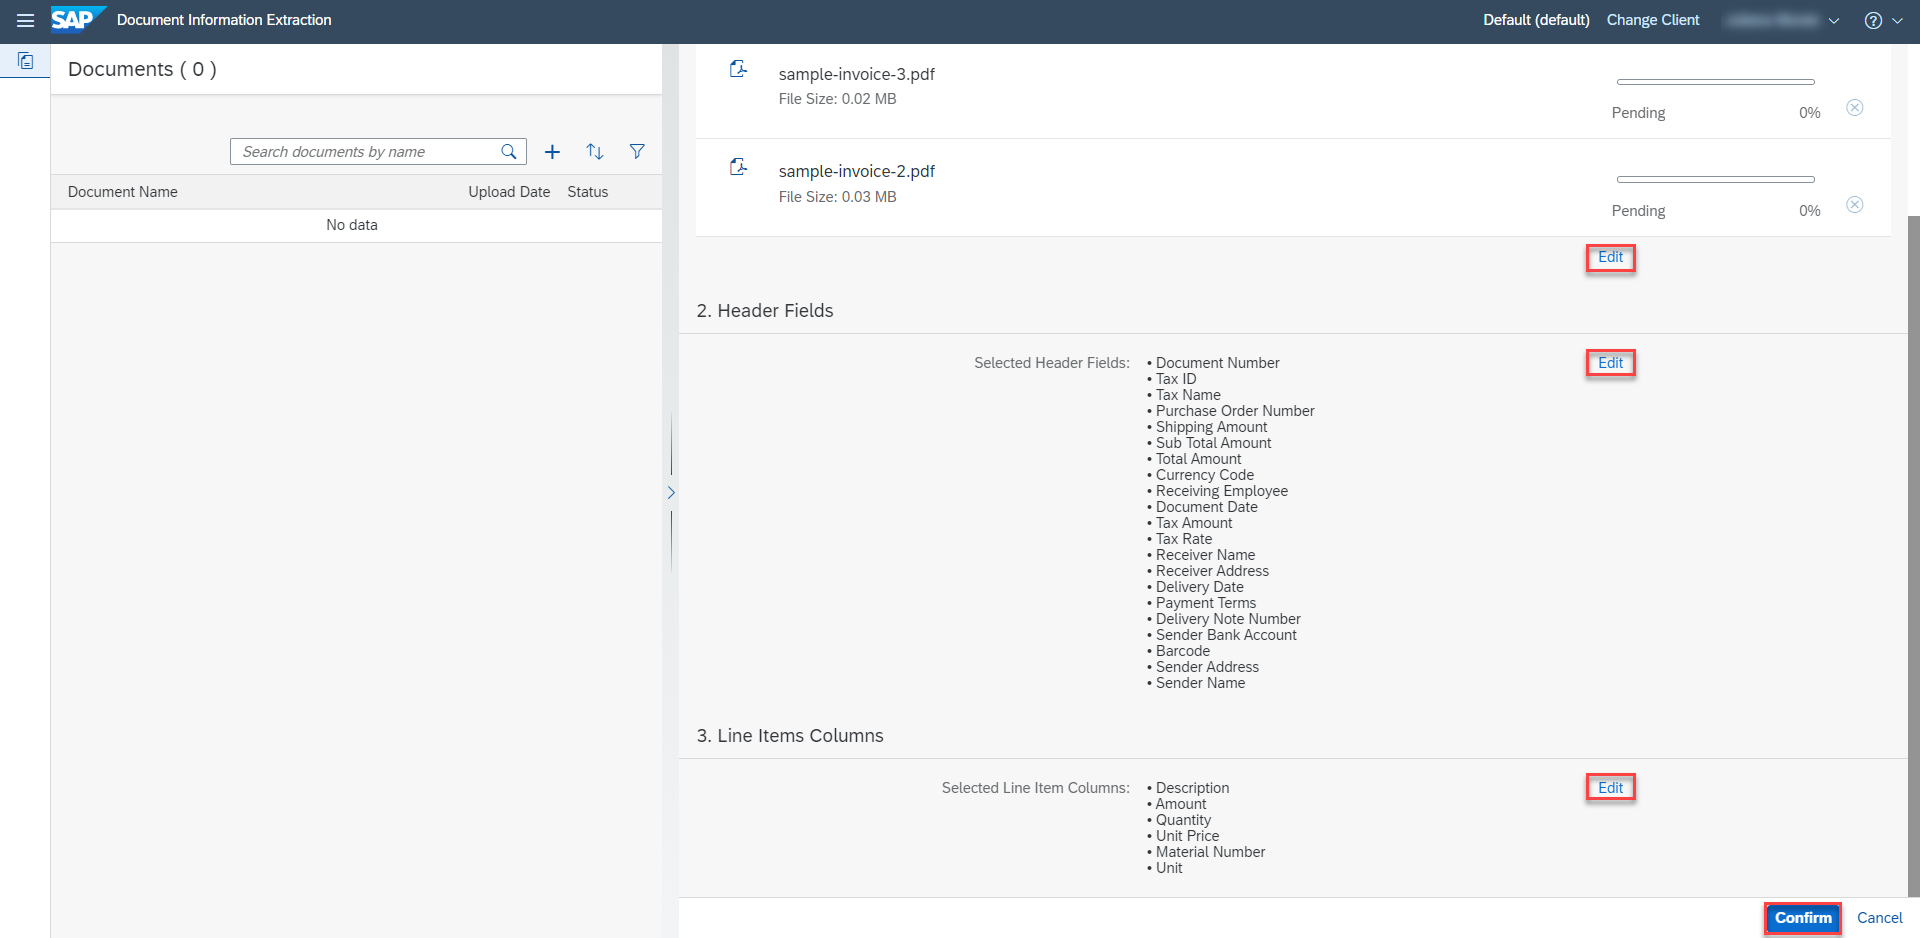 SAP Document Information Extraction
Default (default) Change Client
Documents ( 0 )
Search documents by name
Document Name Upload Date Status
No data
sample-invoice-3.pdf
File Size: 0.02 MB
Pending 0%
sample-invoice-2.pdf
File Size: 0.03 MB
Pending 0%
Edit
2. Header Fields
Selected Header Fields:
• Document Number
• Tax ID
• Tax Name
• Purchase Order Number
• Shipping Amount
• Sub Total Amount
• Total Amount
• Currency Code
• Receiving Employee
• Document Date
• Tax Amount
• Tax Rate
• Receiver Name
• Receiver Address
• Delivery Date
• Payment Terms
• Delivery Note Number
• Sender Bank Account
• Barcode
• Sender Address
• Sender Name
Edit
3. Line Items Columns
Selected Line Item Columns:
• Description
• Amount
• Quantity
• Unit Price
• Material Number
• Unit
Edit
Confirm Cancel